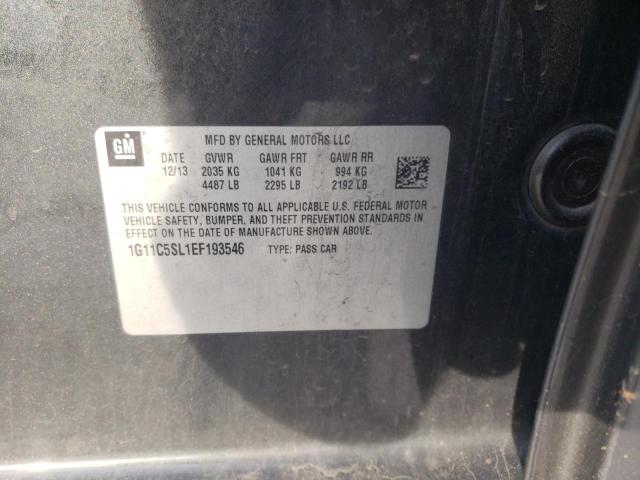 GM
MFD BY GENERAL MOTORS LLC
DATE GVWR GAWR FRT GAWR RR
12/13 2035 KG 1041 KG 994 KG
4487 LB 2295 LB 2192 LB
THIS VEHICLE CONFORMS TO ALL APPLICABLE U.S. FEDERAL MOTOR
VEHICLE SAFETY, BUMPER, AND THEFT PREVENTION STANDARDS IN
EFFECT ON THE DATE OF MANUFACTURE SHOWN ABOVE.
1G11C5SL1EF193546 TYPE: PASS CAR